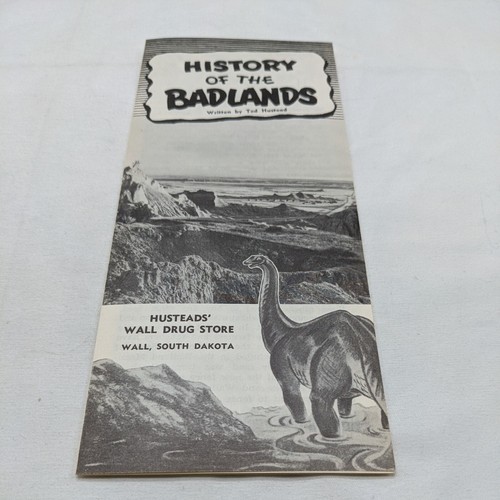 HISTORY
OF THE
BADLANDS
Written by Ted Hustead
HUSTEADS'
WALL DRUG STORE
WALL, SOUTH DAKOTA